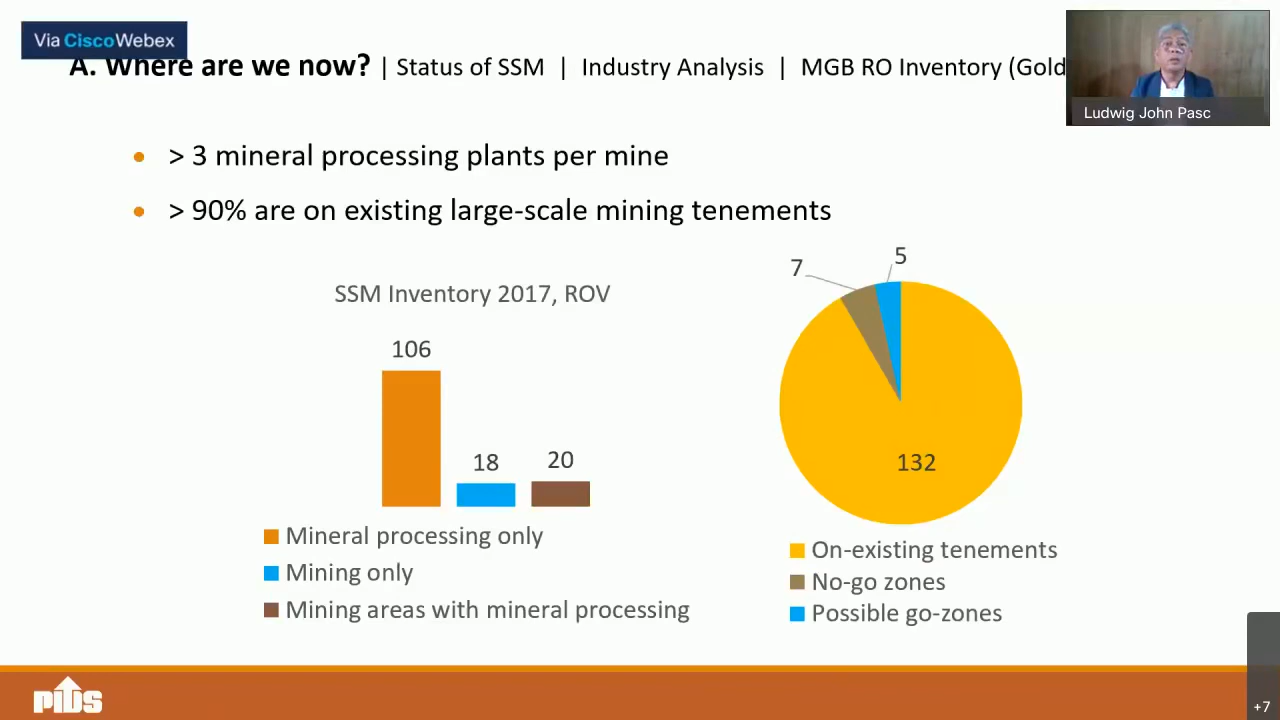 Via CiscoWebex
A. Where are we now? | Status of SSM | Industry Analysis | MGB RO Inventory (Gold
Ludwig John Pasc
• > 3 mineral processing plants per mine
• > 90% are on existing large-scale mining tenements
SSM Inventory 2017, ROV
106
18
20
Mineral processing only
Mining only
Mining areas with mineral processing
7
5
132
On-existing tenements
No-go zones
Possible go-zones
PIDS
+7